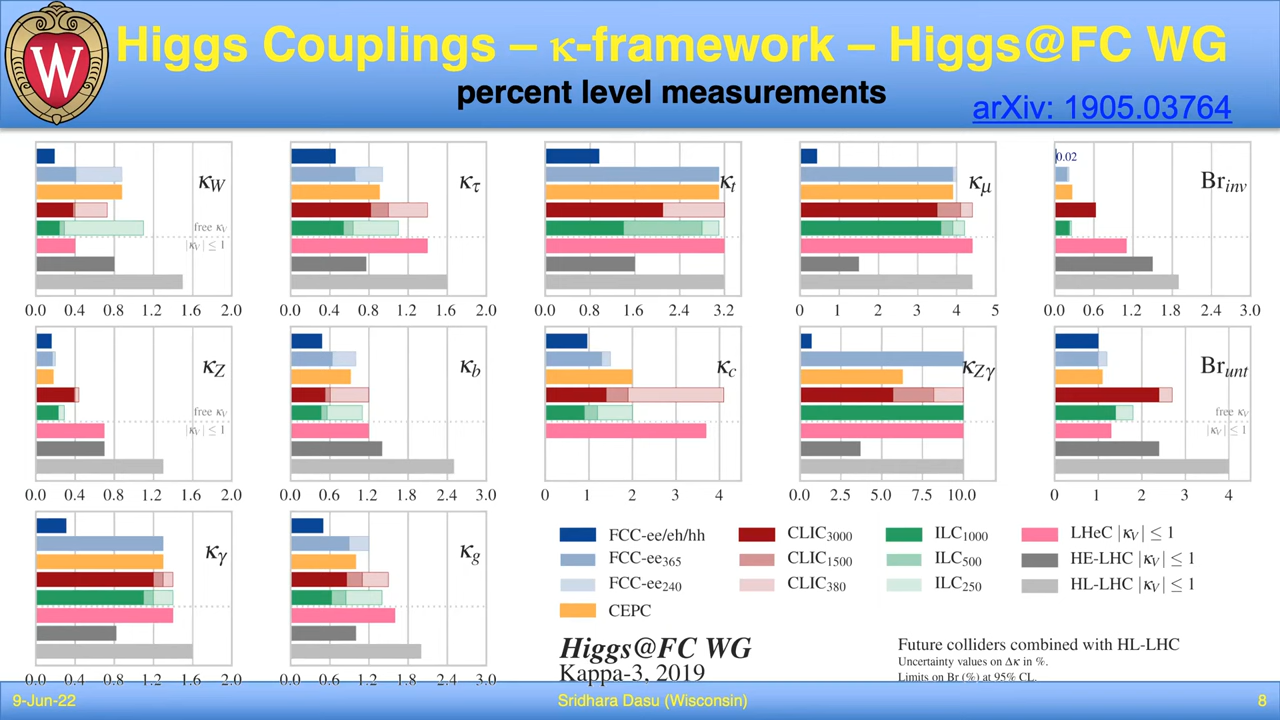 W
Higgs Couplings – κ-framework – Higgs@FC WG
percent level measurements
arXiv: 1905.03764
κW
free κV
|κV| ≤ 1
0.0 0.4 0.8 1.2 1.6 2.0
κτ
0.0 0.4 0.8 1.2 1.6 2.0
κt
0.0 0.8 1.6 2.4 3.2
κμ
0 1 2 3 4 5
0.02
Brinv
0.0 0.6 1.2 1.8 2.4 3.0
κZ
free κV
|κV| ≤ 1
0.0 0.4 0.8 1.2 1.6 2.0
κb
0.0 0.6 1.2 1.8 2.4 3.0
κc
0 1 2 3 4
κZγ
0.0 2.5 5.0 7.5 10.0
Brunt
free κV
|κV| ≤ 1
0 1 2 3 4
κγ
0.0 0.4 0.8 1.2 1.6 2.0
κg
0.0 0.6 1.2 1.8 2.4 3.0
FCC-ee/eh/hh
FCC-ee365
FCC-ee240
CEPC
CLIC3000
CLIC1500
CLIC380
ILC1000
ILC500
ILC250
LHeC |κV| ≤ 1
HE-LHC |κV| ≤ 1
HL-LHC |κV| ≤ 1
Higgs@FC WG
Kappa-3, 2019
Future colliders combined with HL-LHC
Uncertainty values on Δκ in %.
Limits on Br (%) at 95% CL.
9-Jun-22
Sridhara Dasu (Wisconsin)
8